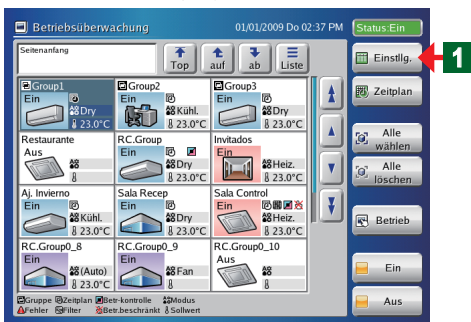 Betriebsüberwachung 01/01/2009 Do 02:37 PM Status:Ein
Seitenanfang
Top auf ab Liste
Einstllg. 1
Zeitplan
Alle wählen
Alle löschen
Betrieb
Ein
Aus
Group1 Group2 Group3
Ein Ein Ein
Dry Kühl. Dry
23.0°C 23.0°C 23.0°C
Restaurante RC.Group Invitados
Aus Ein Ein
Dry Heiz.
23.0°C 23.0°C
Aj. Invierno Sala Recep Sala Control
Ein Ein Ein
Kühl. Dry Heiz.
23.0°C 23.0°C 23.0°C
RC.Group0_8 RC.Group0_9 RC.Group0_10
Ein Ein Aus
(Auto) Fan
23.0°C
Gruppe Zeitplan Betr-kontrolle Modus
Fehler Filter Betr.beschränkt Sollwert